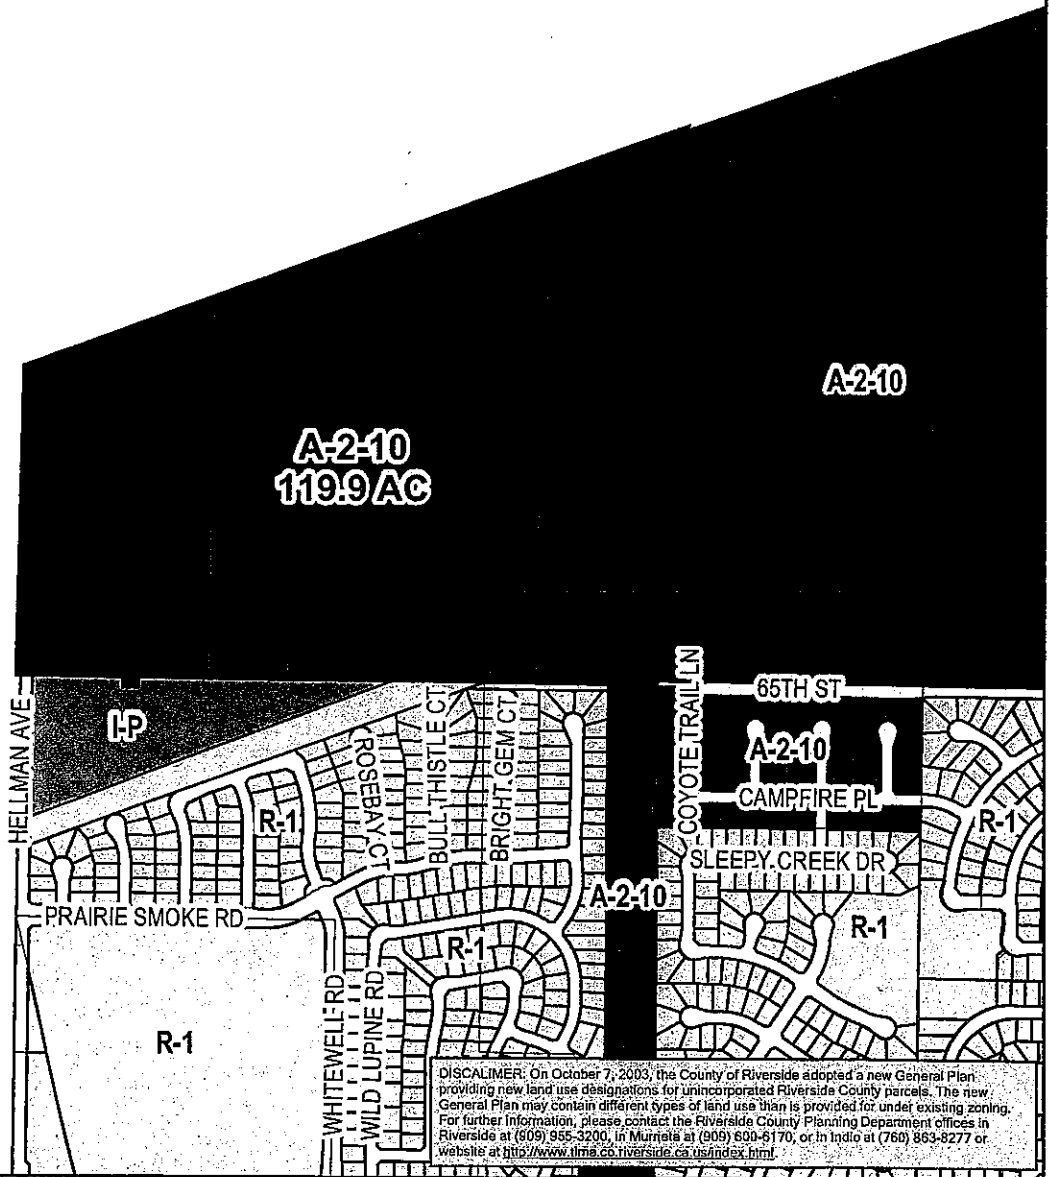 A-2-10
A-2-10
119.9 AC
HELLMAN AVE
I-P
ROSEBAY CT
BULL THISTLE CT
BRIGHT GEM CT
COYOTE TRAIL LN
65TH ST
A-2-10
CAMPFIRE PL
R-1
R-1
SLEEPY CREEK DR
A-2-10
PRAIRIE SMOKE RD
R-1
R-1
WHITEWELL RD
WILD LUPINE RD
R-1
DISCALIMER: On October 7, 2003, the County of Riverside adopted a new General Plan
providing new land use designations for unincorporated Riverside County parcels. The new
General Plan may contain different types of land use than is provided for under existing zoning.
For further information, please contact the Riverside County Planning Department offices in
Riverside at (909) 955-3200, in Murrieta at (909) 600-6170, or in Indio at (760) 863-8277 or
website at http://www.tlma.co.riverside.ca.us/index.html.